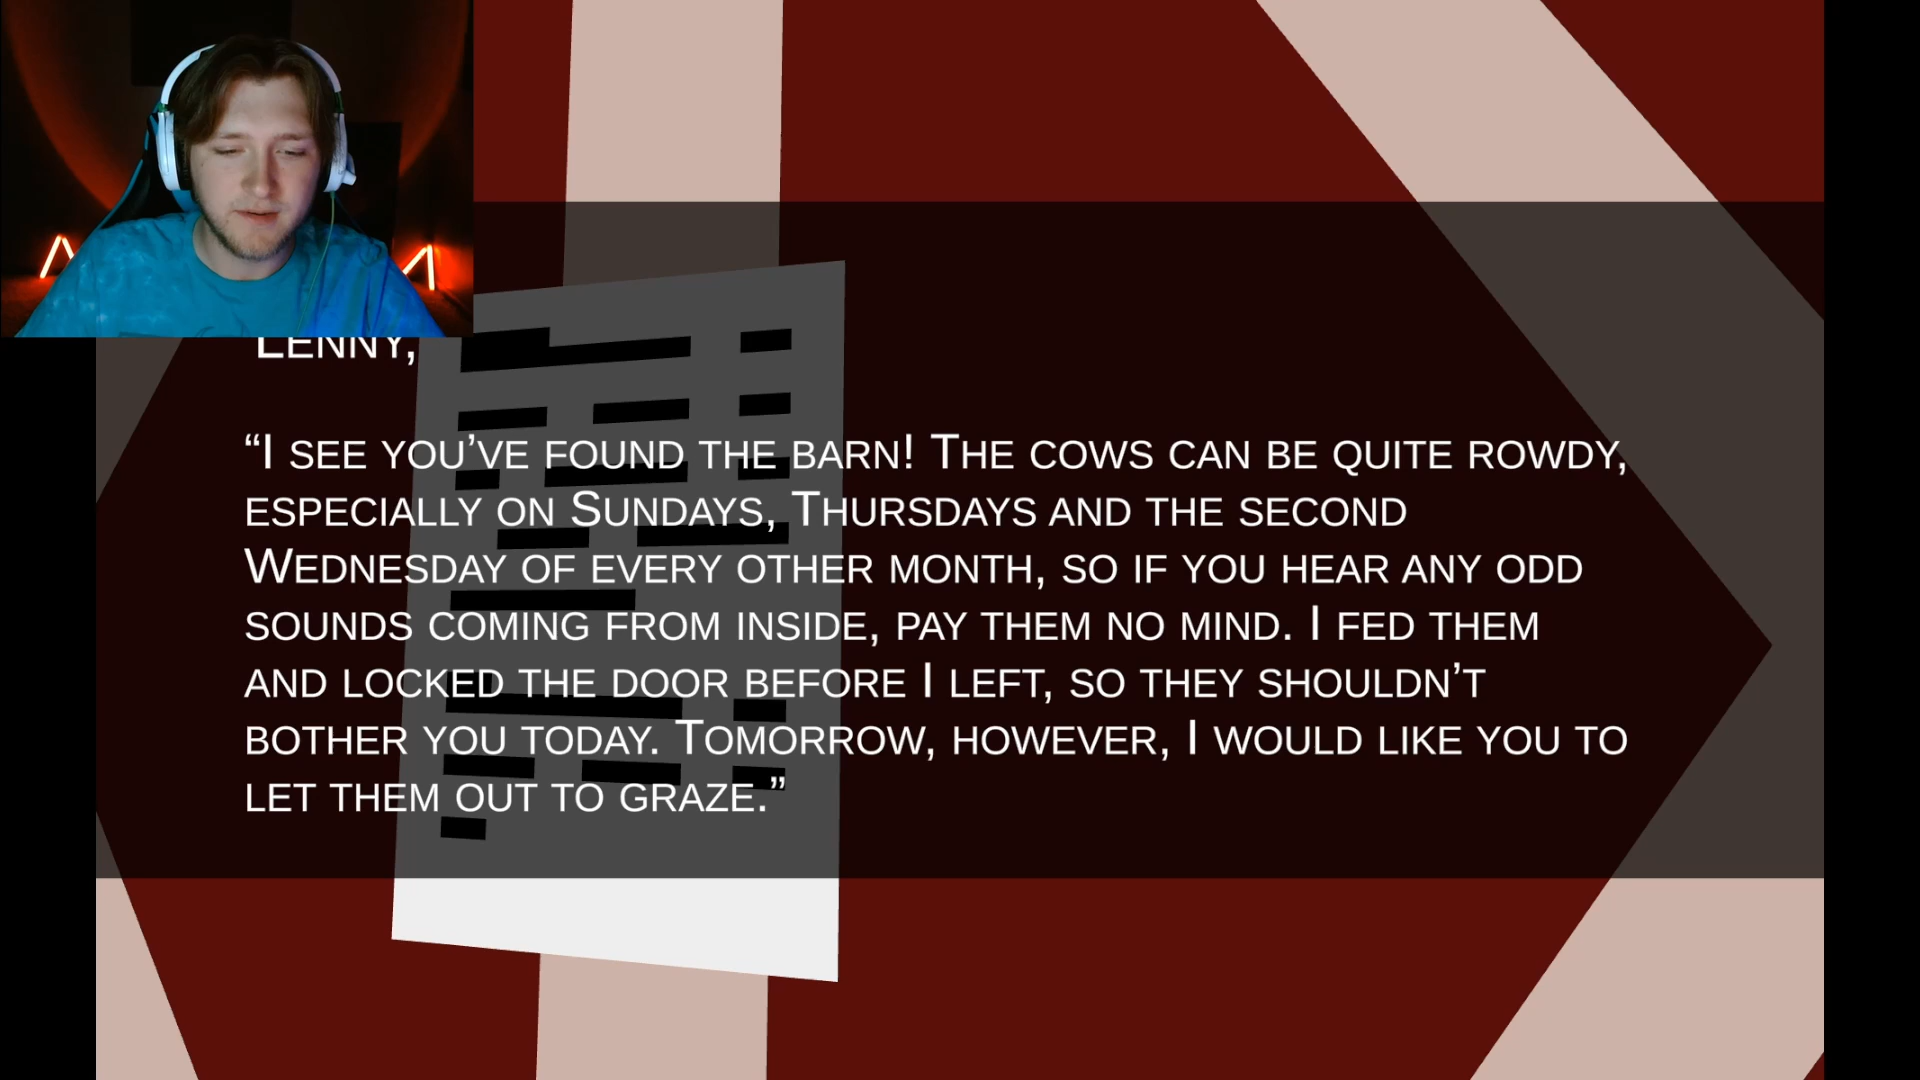 Lenny,
“I see you’ve found the barn! The cows can be quite rowdy,
especially on Sundays, Thursdays and the second
Wednesday of every other month, so if you hear any odd
sounds coming from inside, pay them no mind. I fed them
and locked the door before I left, so they shouldn’t
bother you today. Tomorrow, however, I would like you to
let them out to graze.”